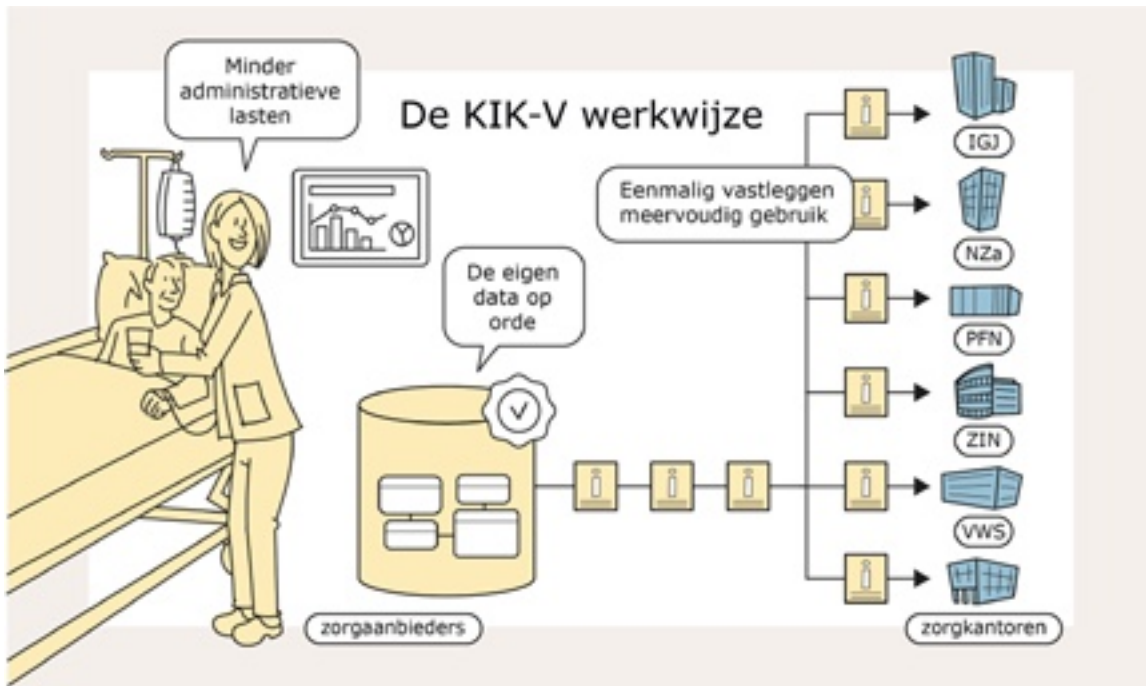 Minder
administratieve
lasten
De KIK-V werkwijze
Eenmalig vastleggen
meervoudig gebruik
De eigen
data op
orde
zorgaanbieders
IGJ
NZa
PFN
ZIN
VWS
zorgkantoren